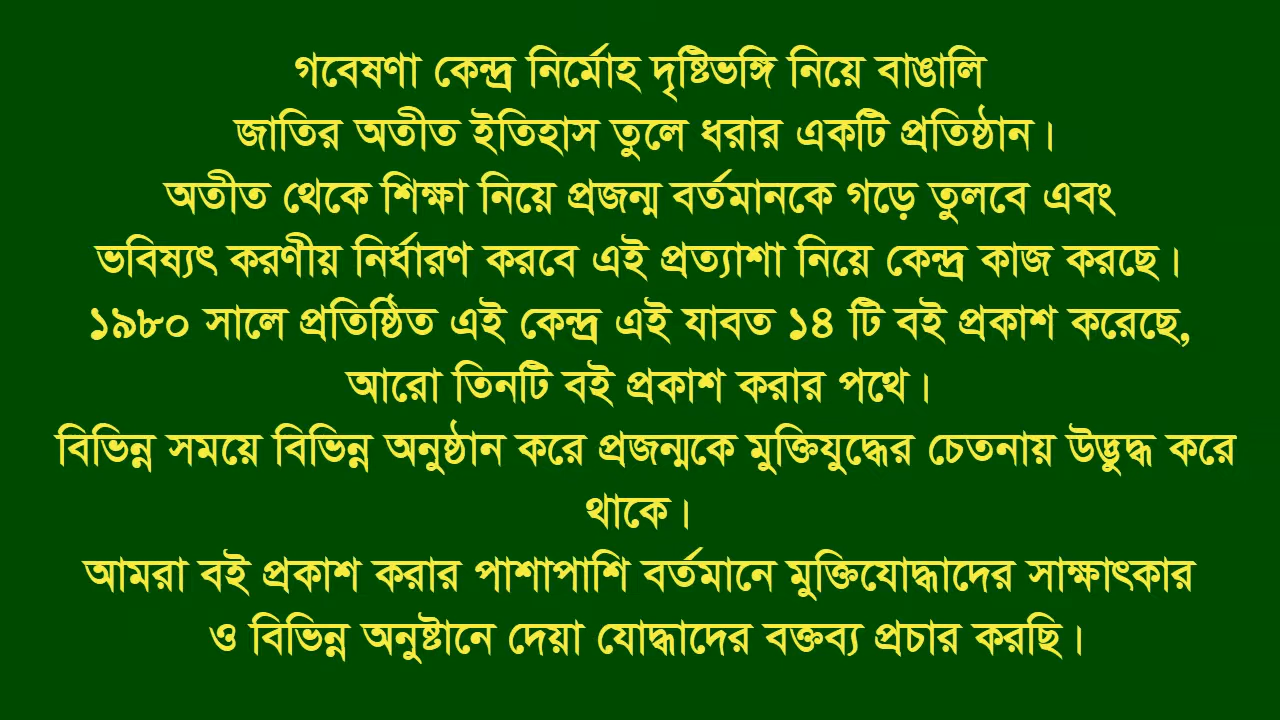 গবেষণা কেন্দ্র নির্মোহ দৃষ্টিভঙ্গি নিয়ে বাঙালি
জাতির অতীত ইতিহাস তুলে ধরার একটি প্রতিষ্ঠান।
অতীত থেকে শিক্ষা নিয়ে প্রজন্ম বর্তমানকে গড়ে তুলবে এবং
ভবিষ্যৎ করণীয় নির্ধারণ করবে এই প্রত্যাশা নিয়ে কেন্দ্র কাজ করছে।
১৯৮০ সালে প্রতিষ্ঠিত এই কেন্দ্র এই যাবত ১৪ টি বই প্রকাশ করেছে,
আরো তিনটি বই প্রকাশ করার পথে।
বিভিন্ন সময়ে বিভিন্ন অনুষ্ঠান করে প্রজন্মকে মুক্তিযুদ্ধের চেতনায় উদ্ভুদ্ধ করে
থাকে।
আমরা বই প্রকাশ করার পাশাপাশি বর্তমানে মুক্তিযোদ্ধাদের সাক্ষাৎকার
ও বিভিন্ন অনুষ্টানে দেয়া যোদ্ধাদের বক্তব্য প্রচার করছি।